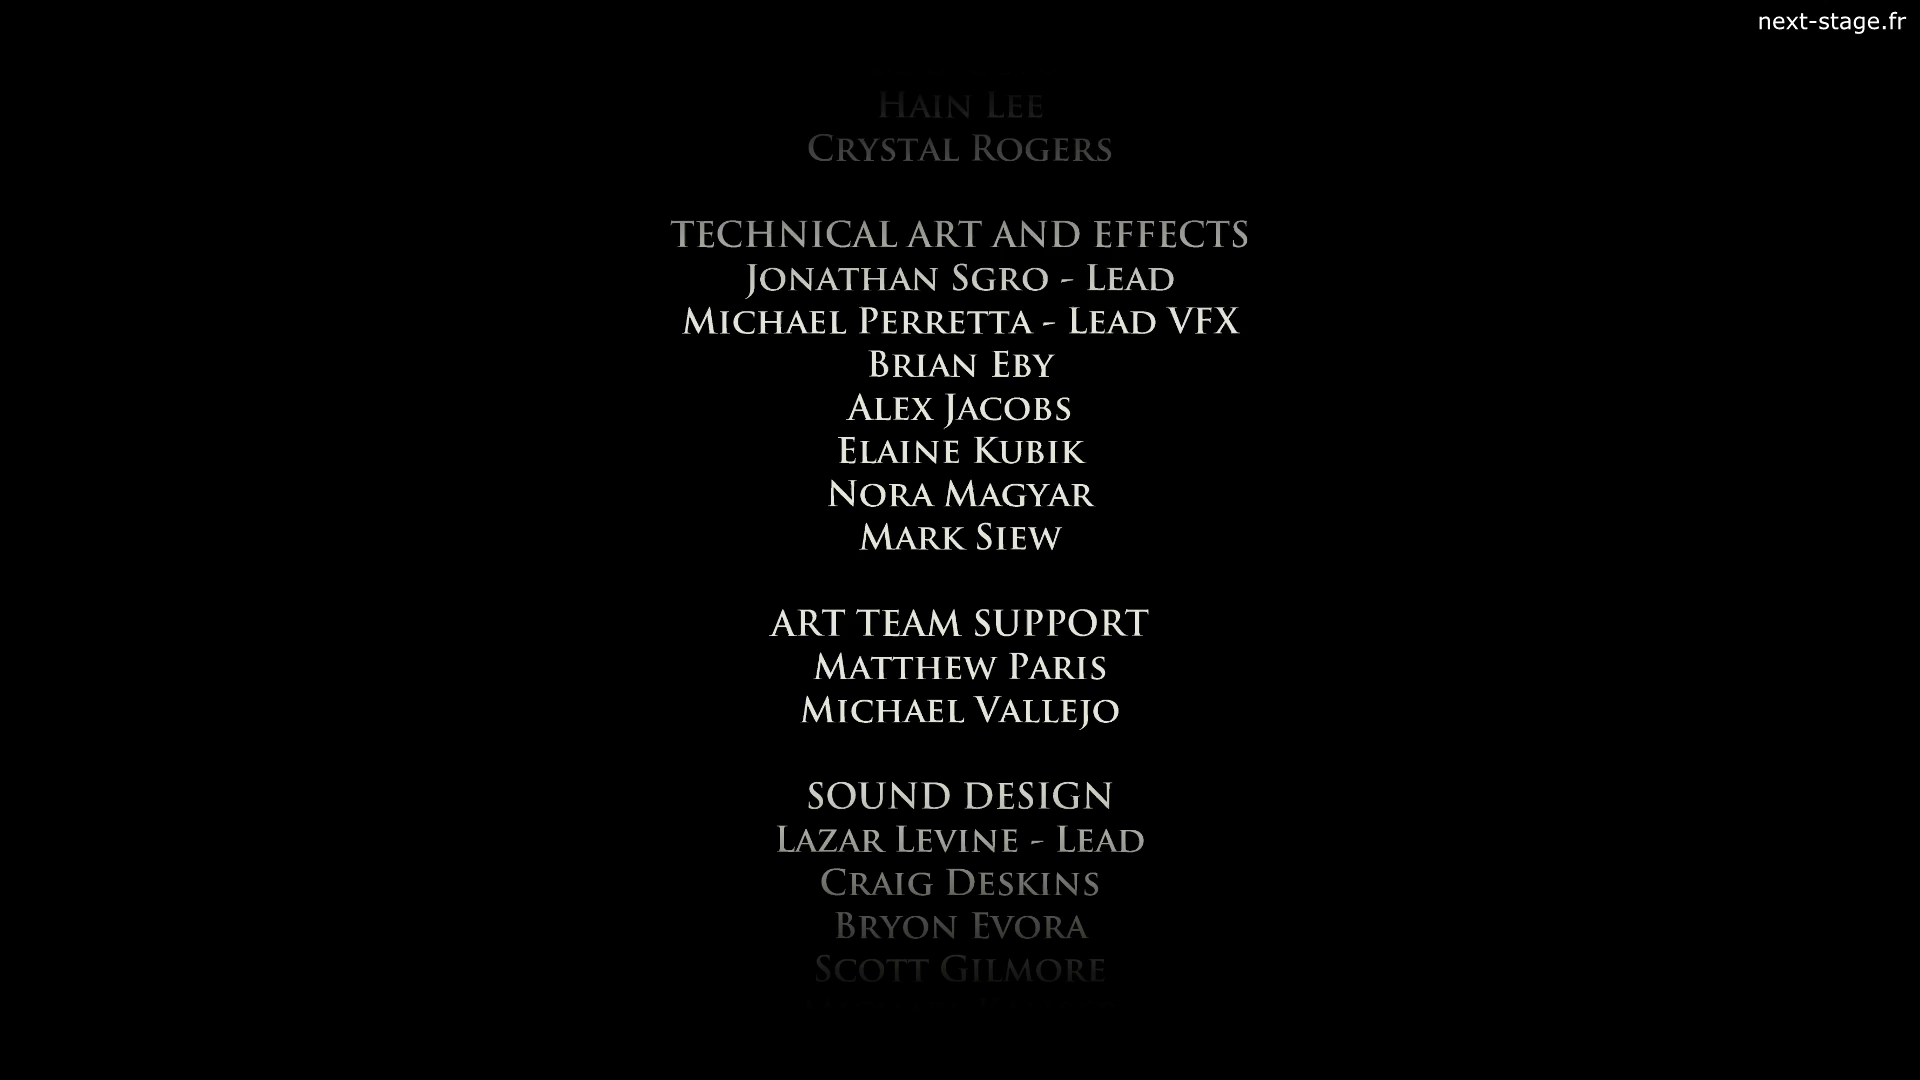 next-stage.fr
Hain Lee
Crystal Rogers
TECHNICAL ART AND EFFECTS
Jonathan Sgro - Lead
Michael Perretta - Lead VFX
Brian Eby
Alex Jacobs
Elaine Kubik
Nora Magyar
Mark Siew
ART TEAM SUPPORT
Matthew Paris
Michael Vallejo
SOUND DESIGN
Lazar Levine - Lead
Craig Deskins
Bryon Evora
Scott Gilmore